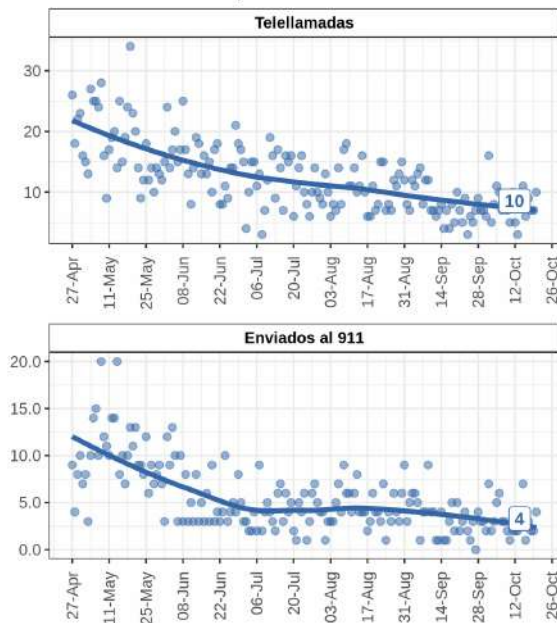 Telellamadas
30
20
10
10
27-Apr
11-May
25-May
08-Jun
22-Jun
06-Jul
20-Jul
03-Aug
17-Aug
31-Aug
14-Sep
28-Sep
12-Oct
26-Oct
Enviados al 911
20.0
15.0
10.0
5.0
0.0
4
27-Apr
11-May
25-May
08-Jun
22-Jun
06-Jul
20-Jul
03-Aug
17-Aug
31-Aug
14-Sep
28-Sep
12-Oct
26-Oct